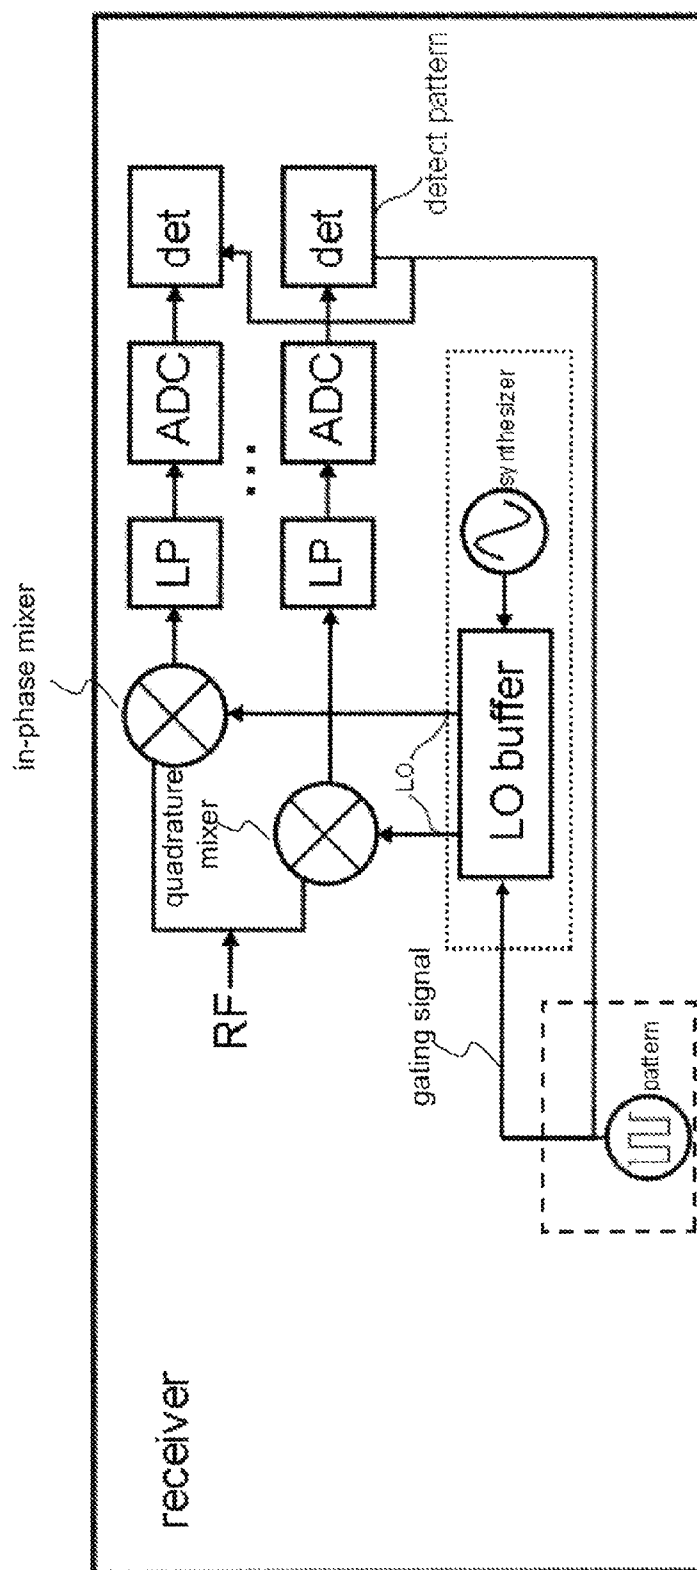 receiver
in-phase mixer
LP
ADC
det
...
quadrature
mixer
LP
ADC
det
detect pattern
RF
LO
gating signal
LO buffer
synthesizer
pattern